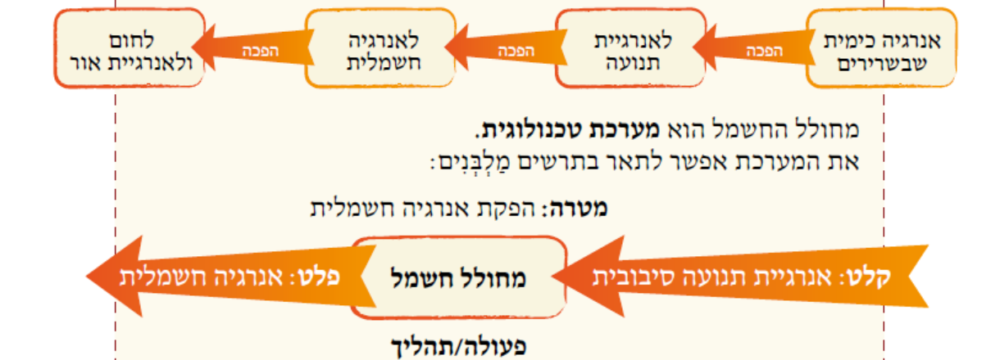 אנרגיה כימית
שבשרירים
הפכה
לאנרגיית
תנועה
הפכה
לאנרגיה
חשמלית
הפכה
לחום
ולאנרגיית אור
מחולל החשמל הוא מערכת טכנולוגית.
את המערכת אפשר לתאר בתרשים מַלְבְּנִים:
מטרה: הפקת אנרגיה חשמלית
קלט: אנרגיית תנועה סיבובית
מחולל חשמל
פלט: אנרגיה חשמלית
פעולה/תהליך